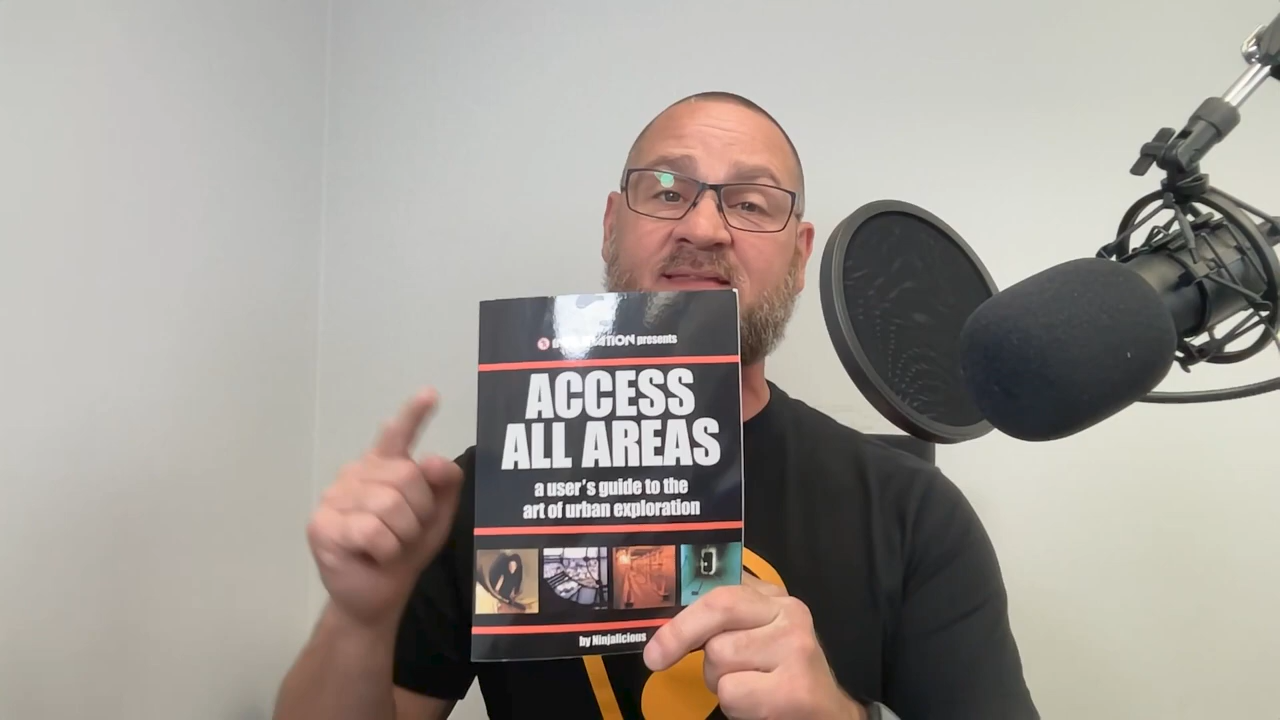 presents
ACCESS
ALL AREAS
a user's guide to the
art of urban exploration
by Ninjalicious